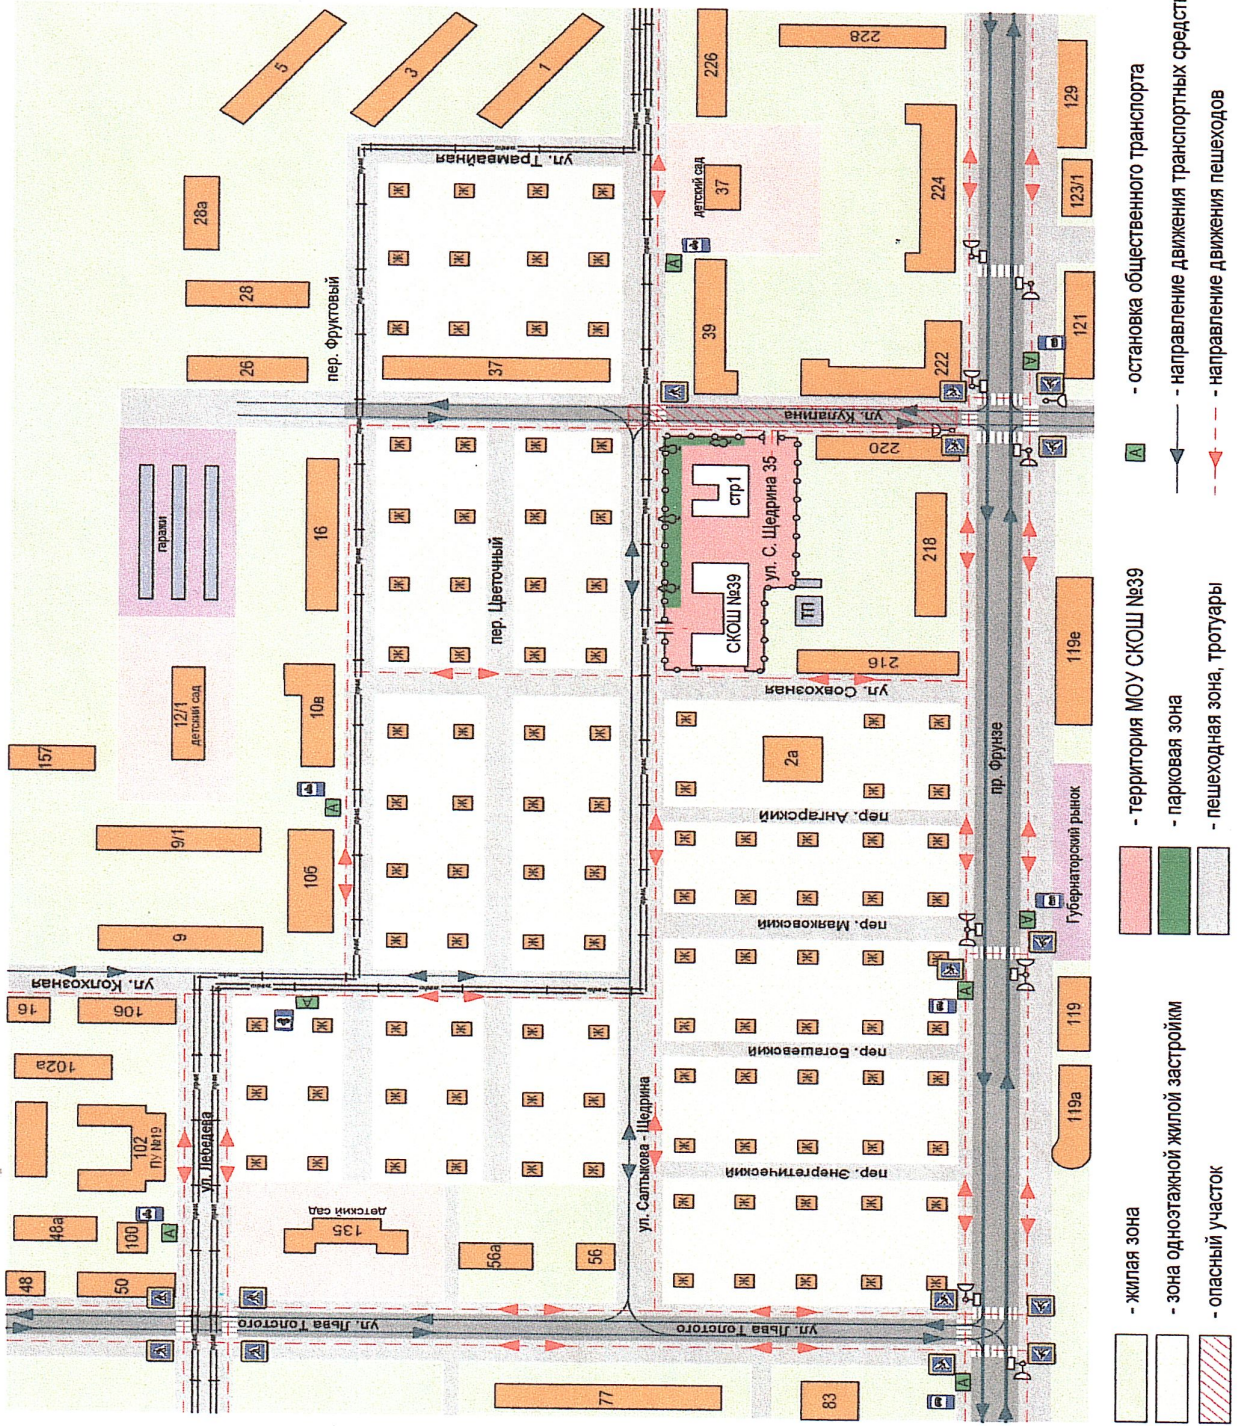 5
3
1
226
228
28а
28
26
пер. Фруктовый
ул. Трамвайная
Ж Ж Ж Ж
Ж Ж Ж Ж
Ж Ж Ж Ж
37
детский сад
37
А
39
224
222
129
123/1
121
А
гаражи
16
12/1
детский сад
10в
157
9/1
10б
9
А
пер. Цветочный
ул. Кулагина
220
стр1
СКОШ №39
ул. С. Щедрина 35
ТП
218
216
ул. Совхозная
2а
пер. Ангарский
пер. Маяковский
пер. Богашевский
пер. Энергетический
пр. Фрунзе
119е
Губернаторский рынок
А
А
119
119а
ул. Колхозная
16
106
102а
102
ПУ №19
48а
100
А
48
50
ул. Лебедева
А
детский сад
135
56а
56
ул. Салтыкова - Щедрина
ул. Льва Толстого
ул. Льва Толстого
77
83
А
- жилая зона
- зона одноэтажной жилой застройкм
- опасный участок
- территория МОУ СКОШ №39
- парковая зона
- пешеходная зона, тротуары
А - остановка общественного транспорта
- направление движения транспортных средств
- направление движения пешеходов